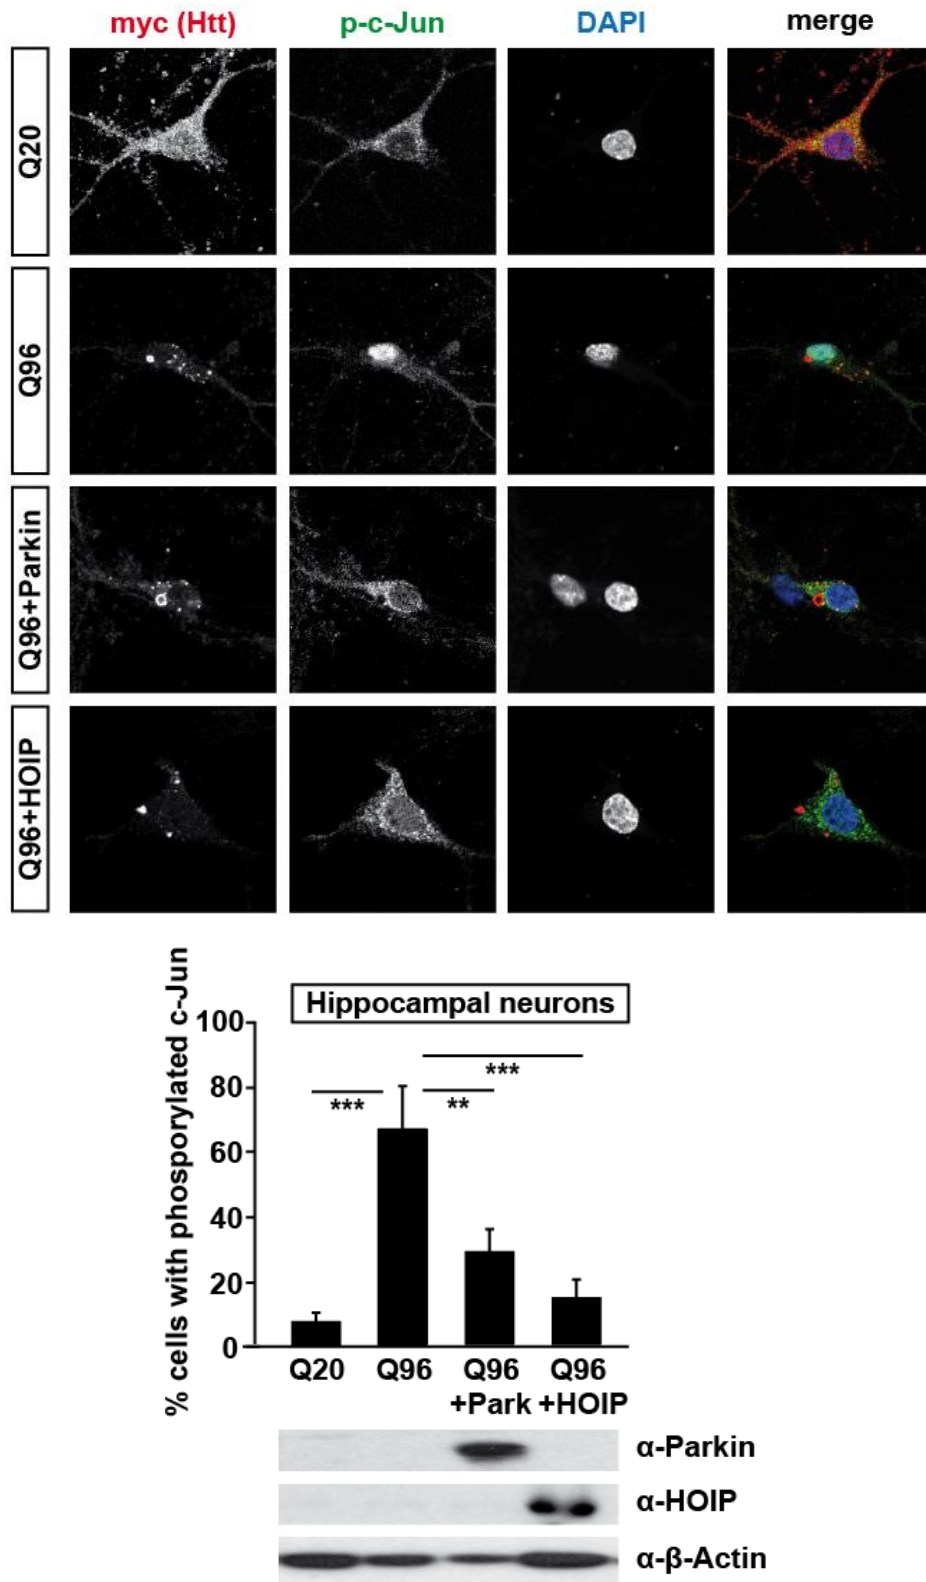 myc (Htt) p-c-Jun DAPI merge
Q20
Q96
Q96+Parkin
Q96+HOIP
Hippocampal neurons
% cells with phosporylated c-Jun
100
80
60
40
20
0
*** ** ***
Q20 Q96 Q96 Q96
+Park +HOIP
α-Parkin
α-HOIP
α-β-Actin